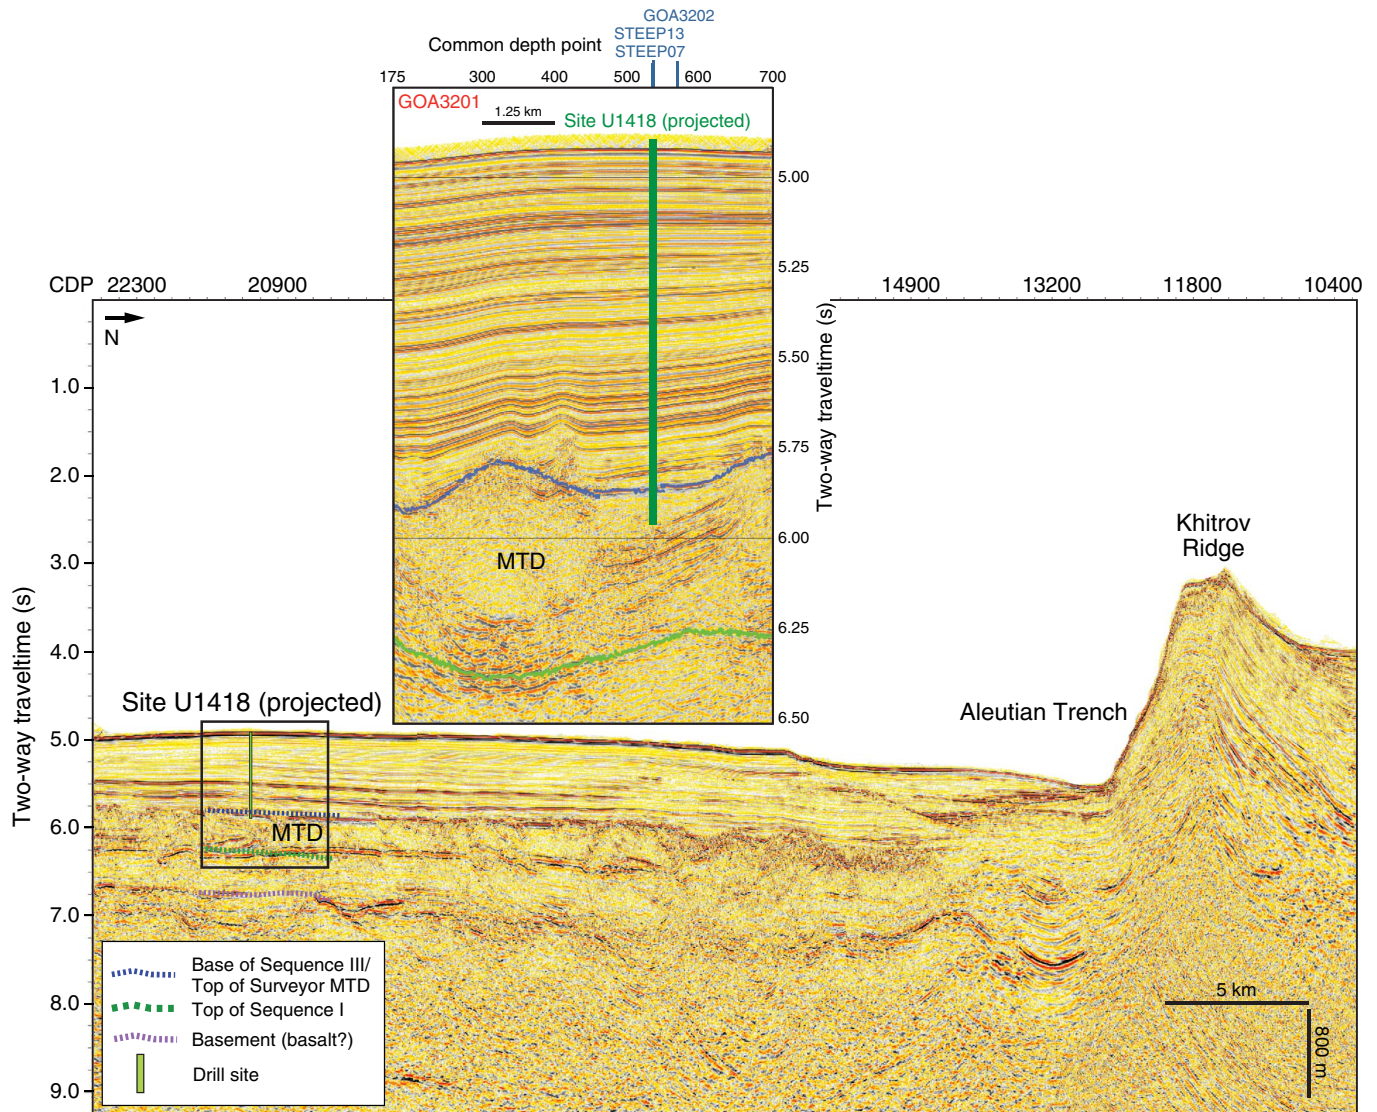 GOA3202
STEEP13
STEEP07
Common depth point
175 300 400 500 600 700
GOA3201
1.25 km
Site U1418 (projected)
5.00
5.25
5.50
5.75
6.00
6.25
6.50
Two-way traveltime (s)
MTD
CDP 22300 20900 14900 13200 11800 10400
N
1.0
2.0
3.0
4.0
5.0
6.0
7.0
8.0
9.0
Two-way traveltime (s)
Khitrov
Ridge
Site U1418 (projected)
Aleutian Trench
MTD
Base of Sequence III/
Top of Surveyor MTD
Top of Sequence I
Basement (basalt?)
Drill site
5 km
800 m